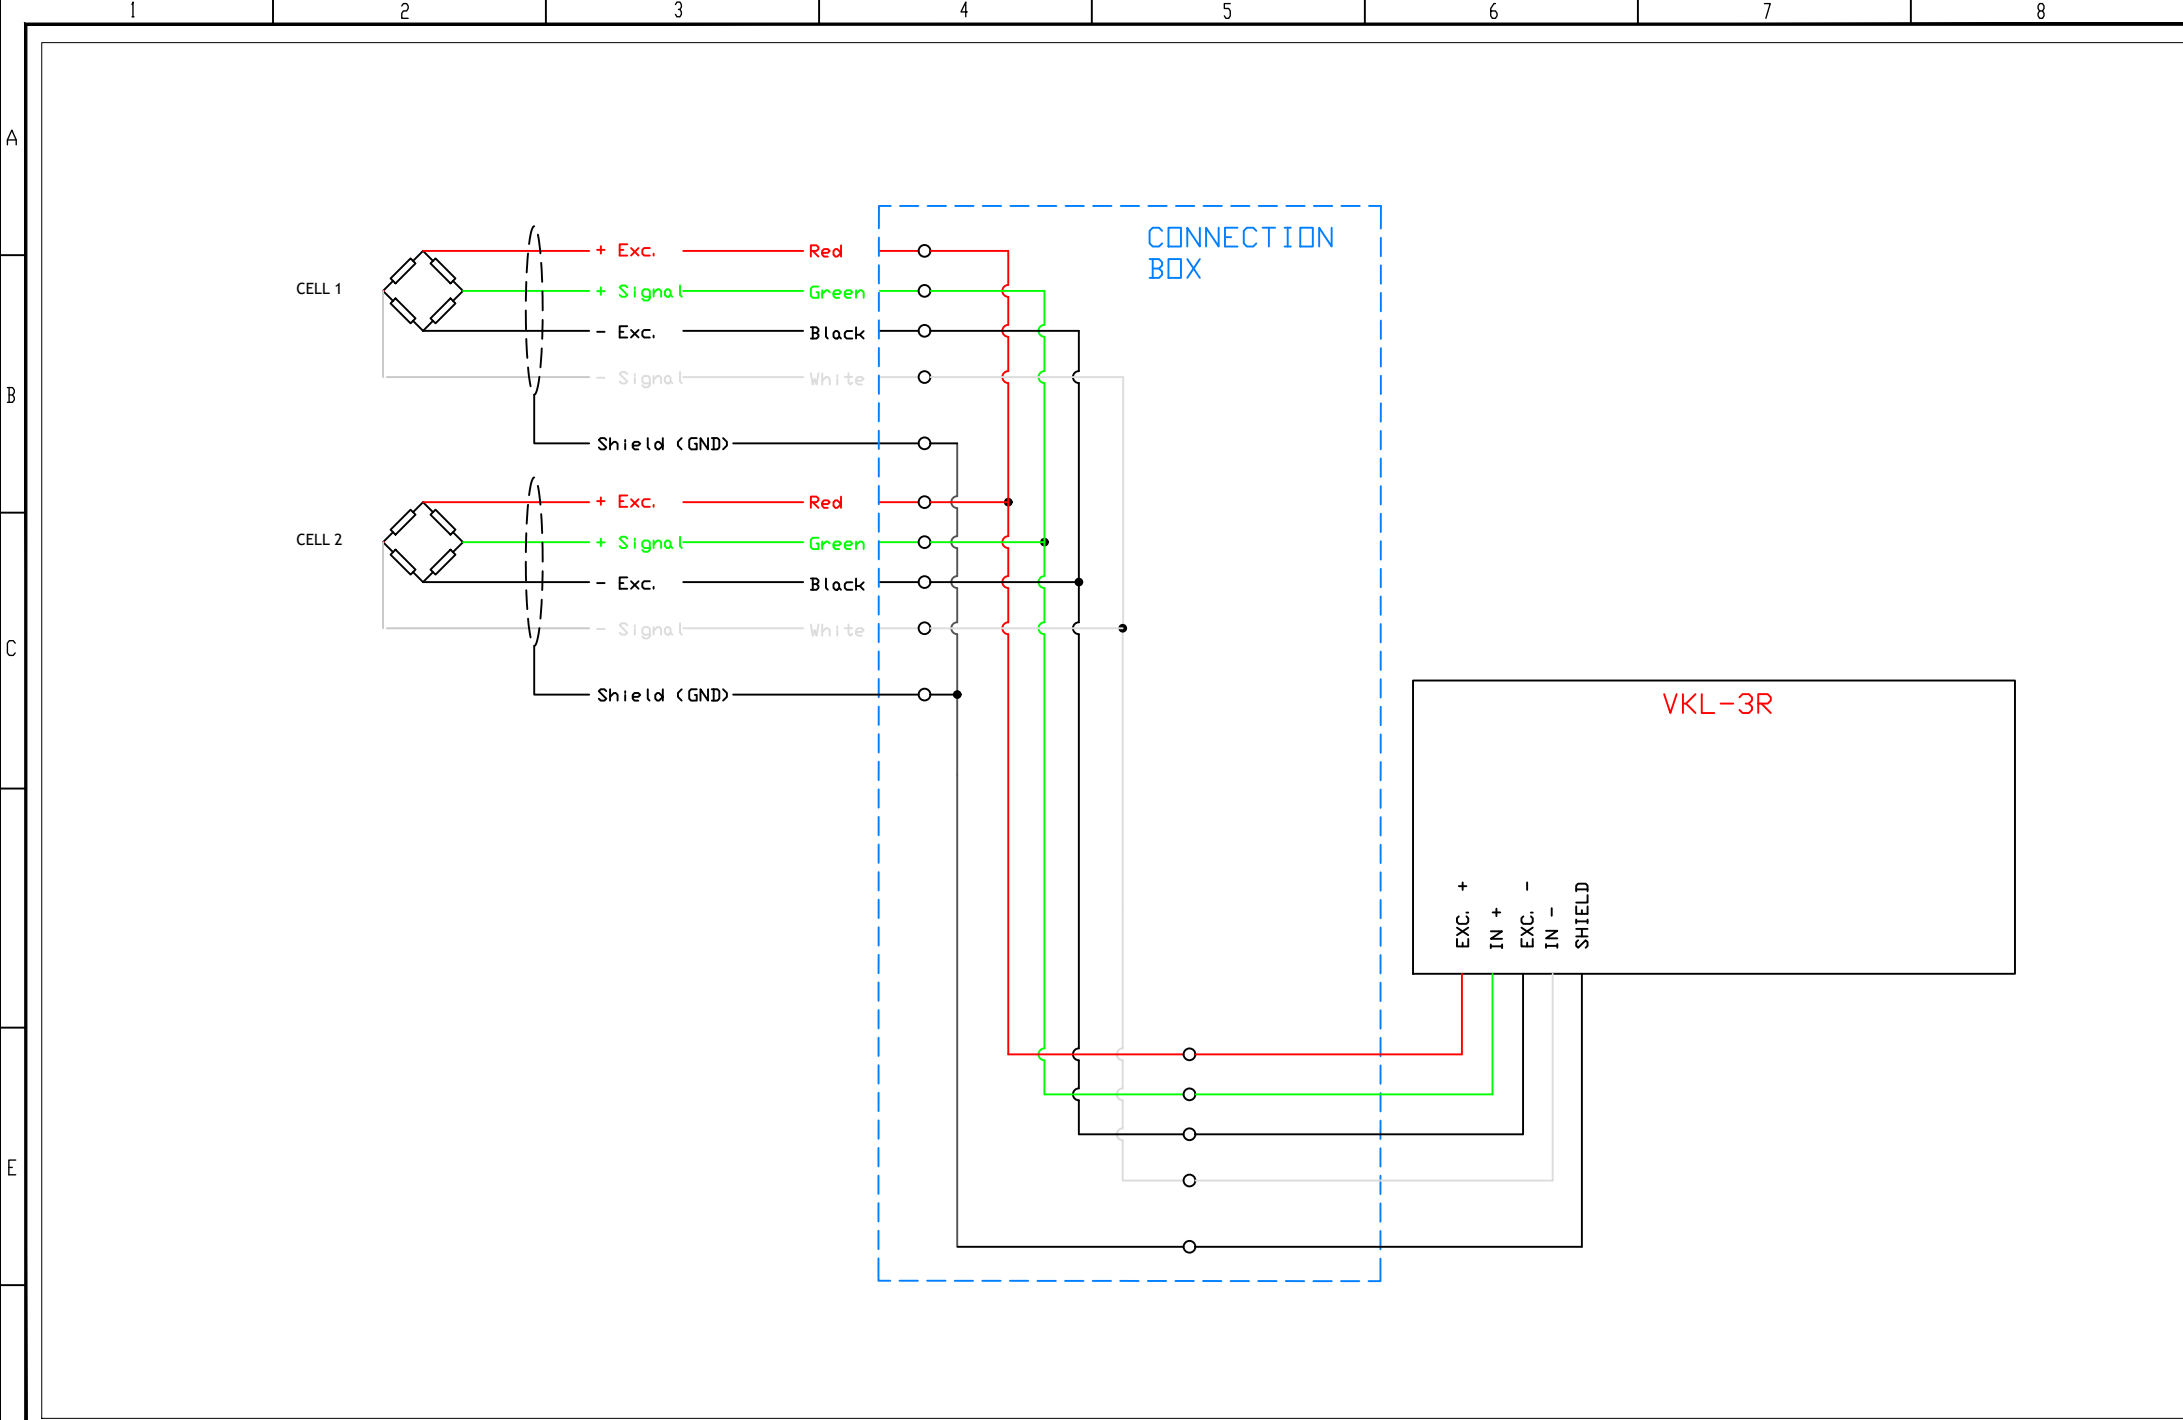 1 2 3 4 5 6 7 8
A
CONNECTION
BOX
+ Exc. Red
CELL 1
+ Signal Green
- Exc. Black
- Signal White
B
Shield (GND)
+ Exc. Red
CELL 2
+ Signal Green
- Exc. Black
- Signal White
C
Shield (GND)
VKL-3R
EXC. +
IN +
EXC. -
IN -
SHIELD
E